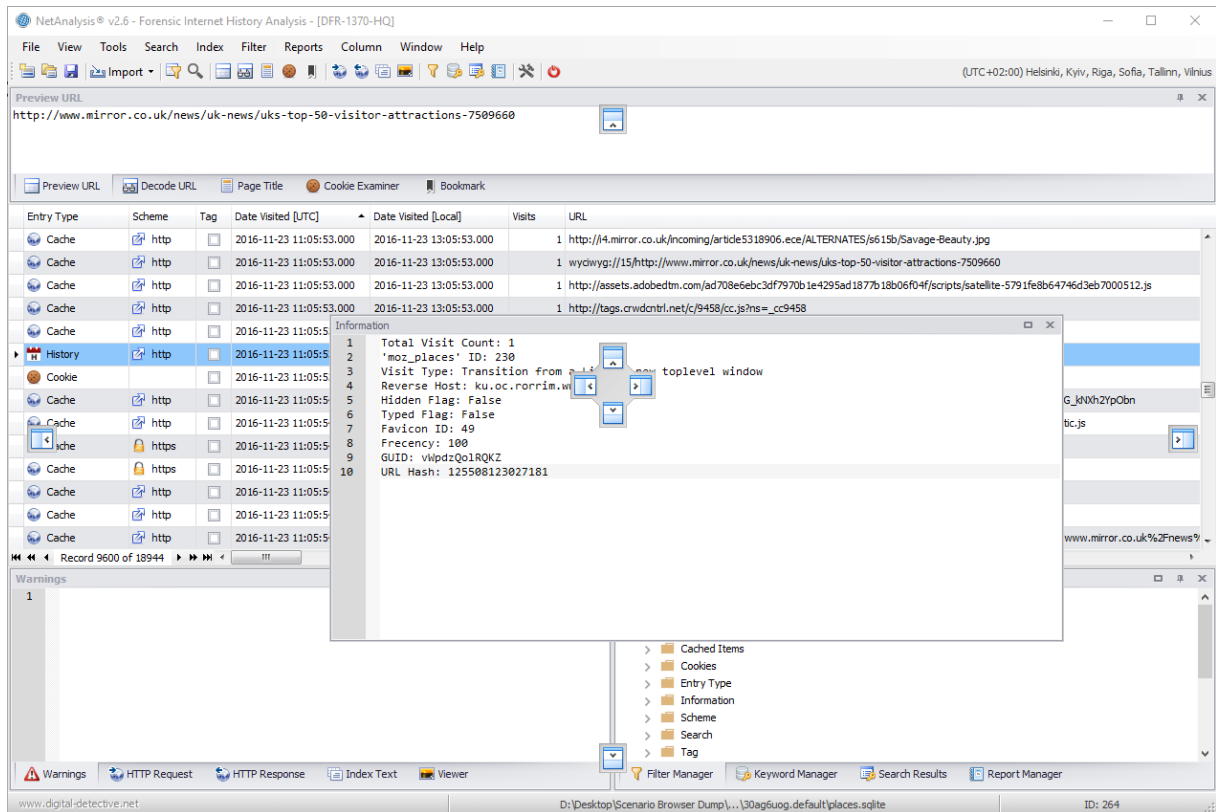 NetAnalysis® v2.6 - Forensic Internet History Analysis - [DFR-1370-HQ]
File View Tools Search Index Filter Reports Column Window Help
Import (UTC+02:00) Helsinki, Kyiv, Riga, Sofia, Tallinn, Vilnius
Preview URL
http://www.mirror.co.uk/news/uk-news/uks-top-50-visitor-attractions-7509660
Preview URL Decode URL Page Title Cookie Examiner Bookmark
Entry Type Scheme Tag Date Visited [UTC] Date Visited [Local] Visits URL
Cache http 2016-11-23 11:05:53.000 2016-11-23 13:05:53.000 1 http://i4.mirror.co.uk/incoming/article5318906.ece/ALTERNATES/s615b/Savage-Beauty.jpg
Cache http 2016-11-23 11:05:53.000 2016-11-23 13:05:53.000 1 wyciwyg://15/http://www.mirror.co.uk/news/uk-news/uks-top-50-visitor-attractions-7509660
Cache http 2016-11-23 11:05:53.000 2016-11-23 13:05:53.000 1 http://assets.adobedtm.com/ad708e6ebc3df7970b1e4295ad1877b18b06f04f/scripts/satellite-5791fe8b64746d3eb7000512.js
Cache http 2016-11-23 11:05:53.000 2016-11-23 13:05:53.000 1 http://tags.crwdcntrl.net/c/9458/cc.js?ns=_cc9458
Cache http 2016-11-23 11:05:5
History http 2016-11-23 11:05:5
Cookie 2016-11-23 11:05:5
Cache http 2016-11-23 11:05:5 G_kNXh2YpObn
Cache http 2016-11-23 11:05:5 tic.js
ache https 2016-11-23 11:05:5
Cache https 2016-11-23 11:05:5
Cache http 2016-11-23 11:05:5
Cache http 2016-11-23 11:05:5
Cache http 2016-11-23 11:05:5 www.mirror.co.uk%2Fnews%
Record 9600 of 18944
Information
1 Total Visit Count: 1
2 'moz_places' ID: 230
3 Visit Type: Transition from a new toplevel window
4 Reverse Host: ku.oc.rorrim.w
5 Hidden Flag: False
6 Typed Flag: False
7 Favicon ID: 49
8 Frecency: 100
9 GUID: vWpdzQolRQKZ
10 URL Hash: 125508123027181
Warnings
1
Cached Items
Cookies
Entry Type
Information
Scheme
Search
Tag
Warnings HTTP Request HTTP Response Index Text Viewer
Filter Manager Keyword Manager Search Results Report Manager
www.digital-detective.net D:\Desktop\Scenario Browser Dump\...\30ag6uog.default\places.sqlite ID: 264